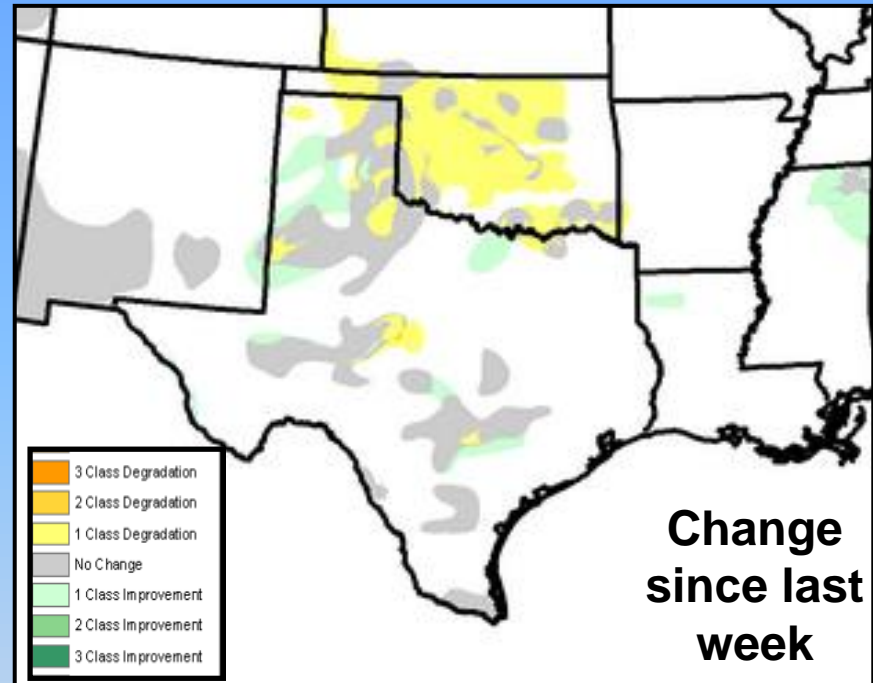 3 Class Degradation
2 Class Degradation
1 Class Degradation
No Change
1 Class Improvement
2 Class Improvement
3 Class Improvement
Change
since last
week